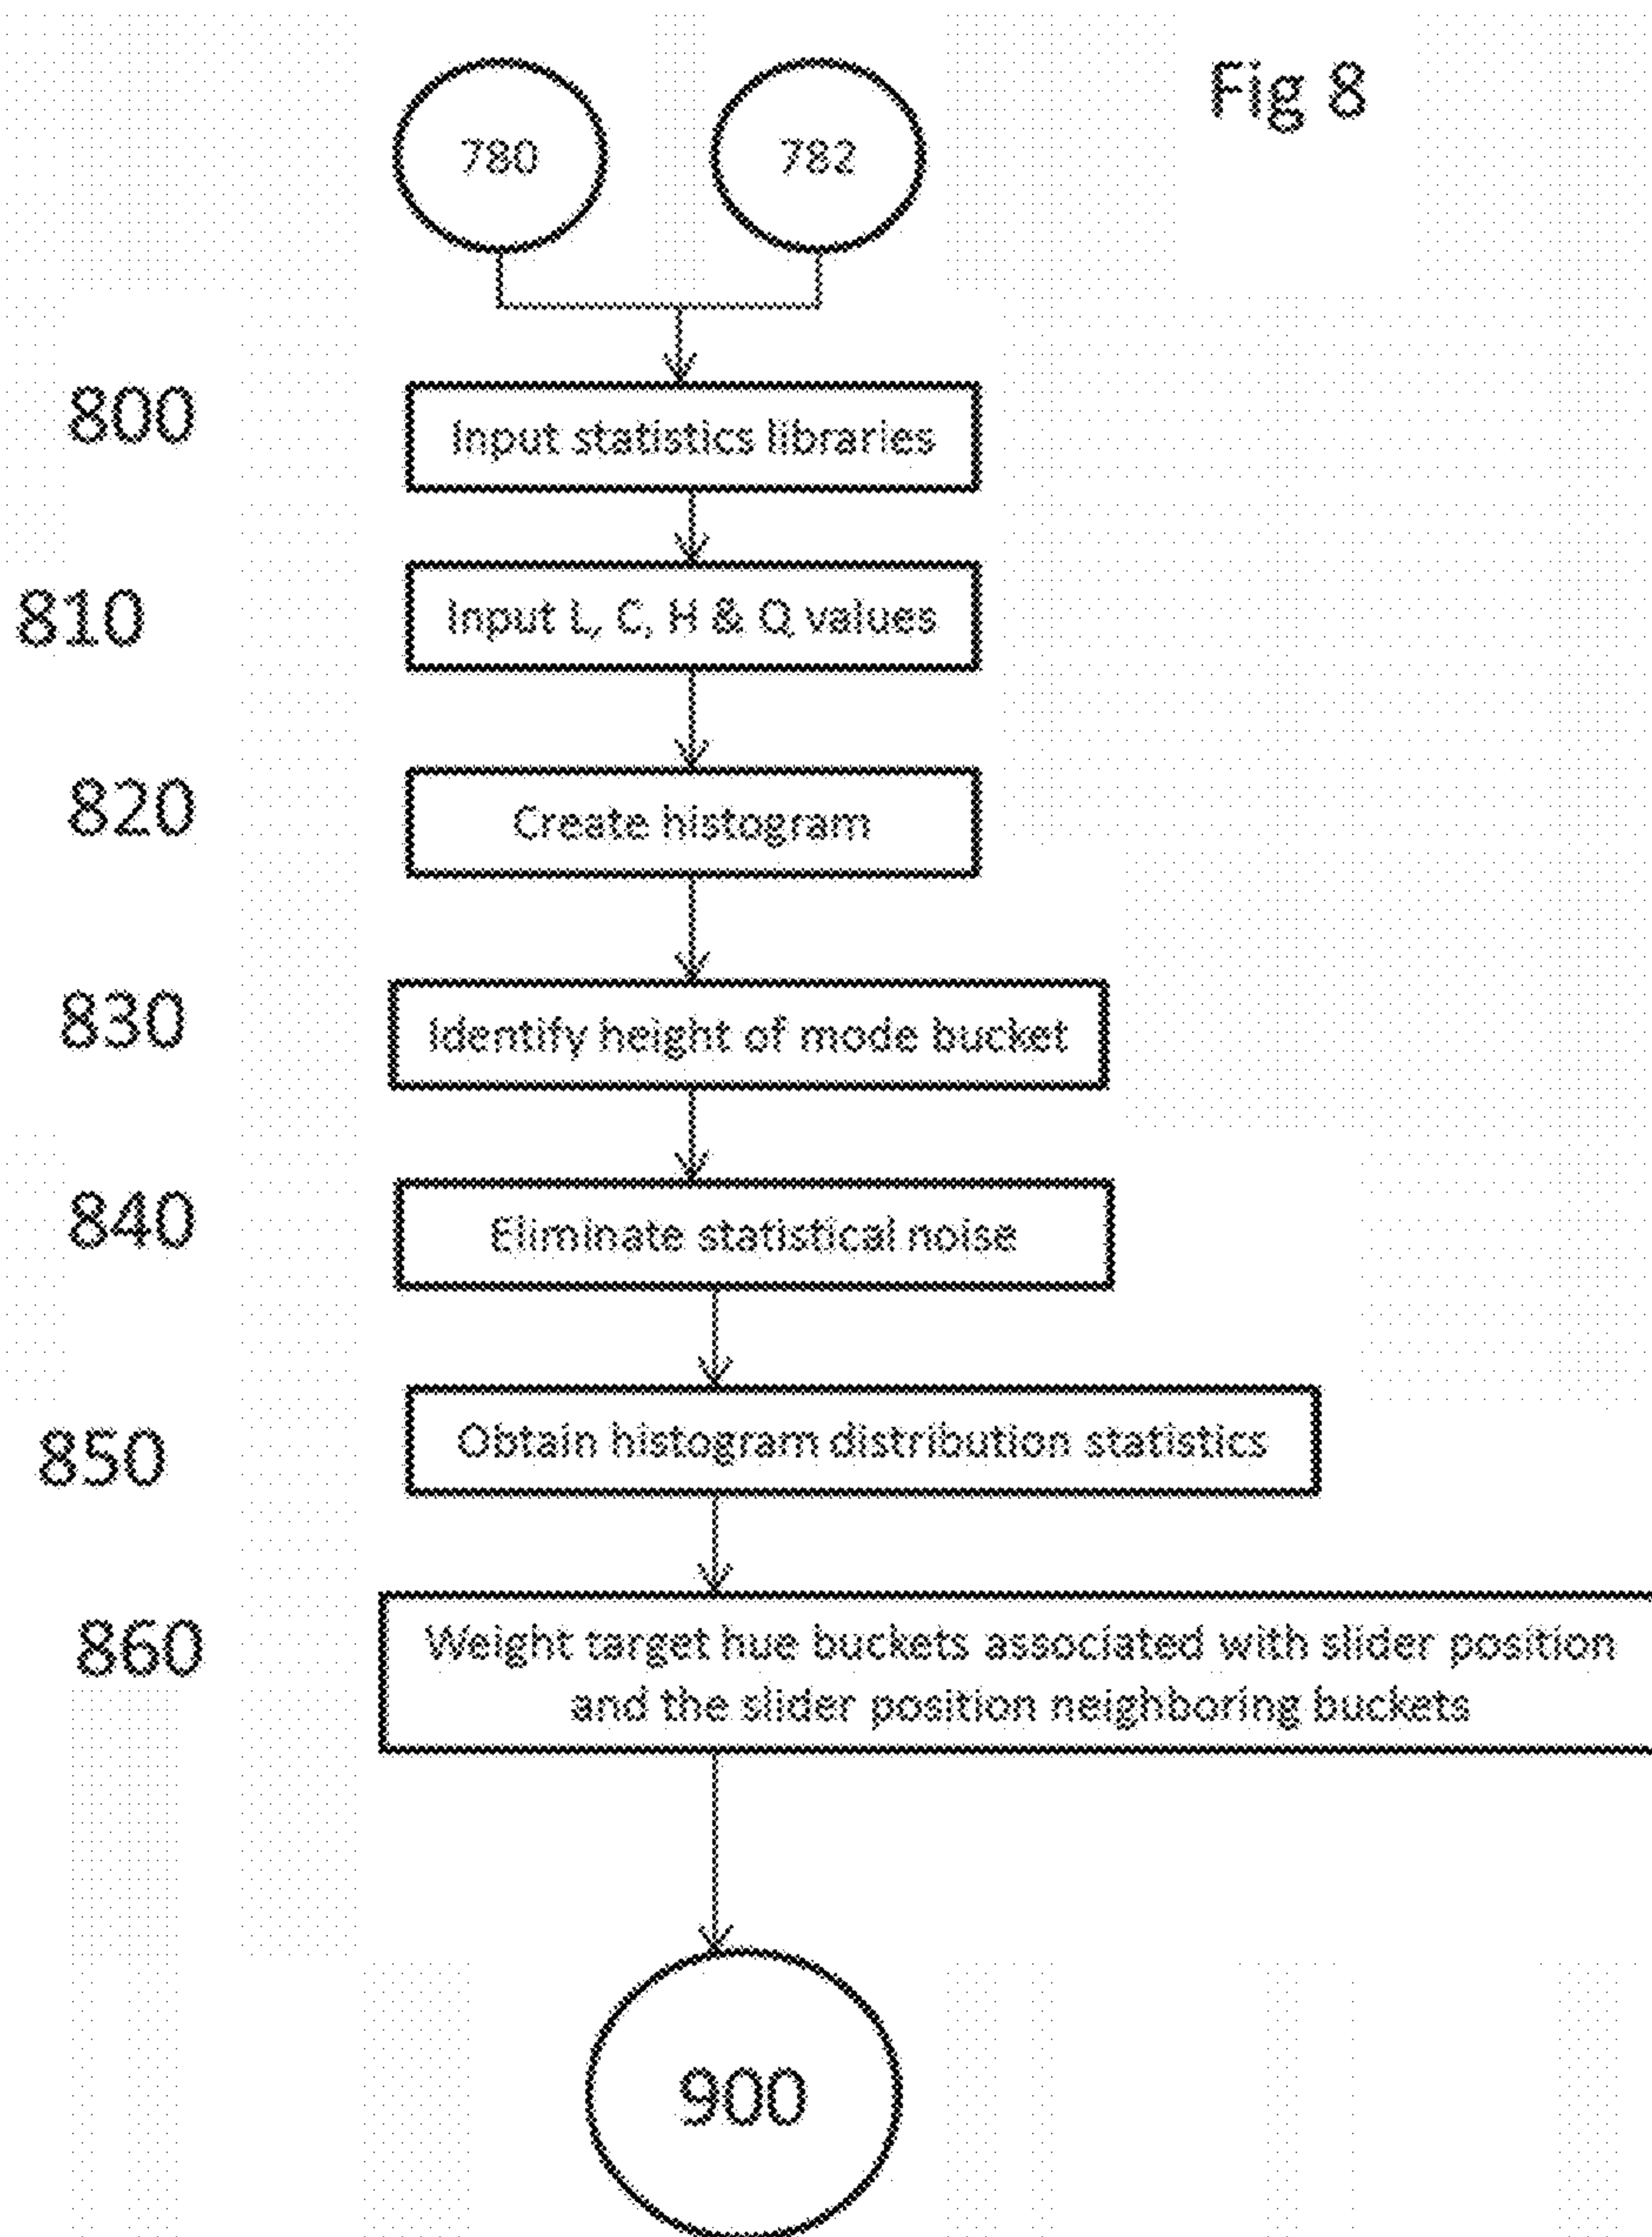 Fig 8
780
782
800
Input statistics libraries
810
Input L, C, H & Q values
820
Create histogram
830
Identify height of mode bucket
840
Eliminate statistical noise
850
Obtain histogram distribution statistics
860
Weight target hue buckets associated with slider position
and the slider position neighboring buckets
900